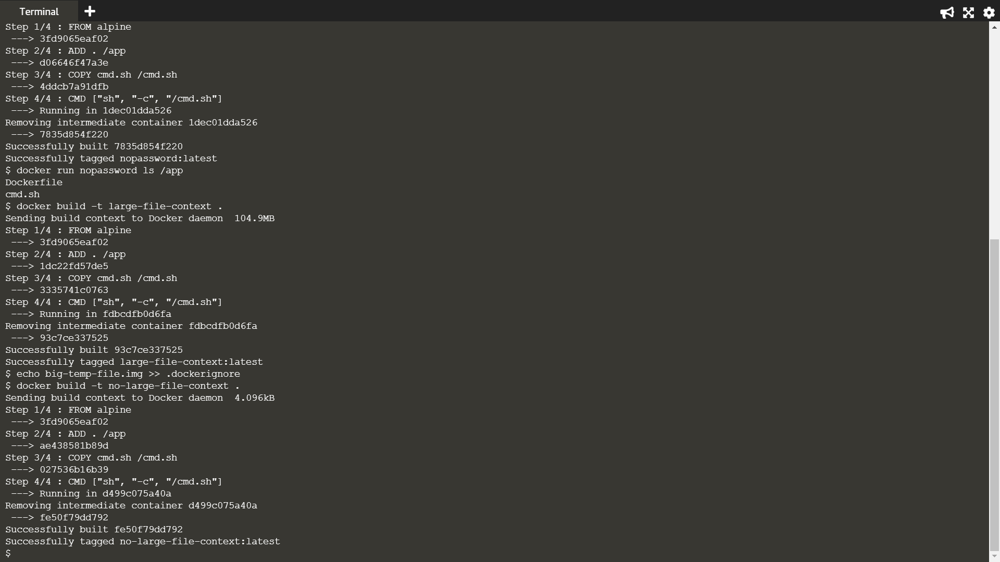 Terminal
Step 1/4 : FROM alpine
 ---> 3fd9065eaf02
Step 2/4 : ADD . /app
 ---> d06646f47a3e
Step 3/4 : COPY cmd.sh /cmd.sh
 ---> 4ddcb7a91dfb
Step 4/4 : CMD ["sh", "-c", "/cmd.sh"]
 ---> Running in 1dec01dda526
Removing intermediate container 1dec01dda526
 ---> 7835d854f220
Successfully built 7835d854f220
Successfully tagged nopassword:latest
$ docker run nopassword ls /app
Dockerfile
cmd.sh
$ docker build -t large-file-context .
Sending build context to Docker daemon  104.9MB
Step 1/4 : FROM alpine
 ---> 3fd9065eaf02
Step 2/4 : ADD . /app
 ---> 1dc22fd57de5
Step 3/4 : COPY cmd.sh /cmd.sh
 ---> 3335741c0763
Step 4/4 : CMD ["sh", "-c", "/cmd.sh"]
 ---> Running in fdbcdfb0d6fa
Removing intermediate container fdbcdfb0d6fa
 ---> 93c7ce337525
Successfully built 93c7ce337525
Successfully tagged large-file-context:latest
$ echo big-temp-file.img >> .dockerignore
$ docker build -t no-large-file-context .
Sending build context to Docker daemon  4.096kB
Step 1/4 : FROM alpine
 ---> 3fd9065eaf02
Step 2/4 : ADD . /app
 ---> ae438581b89d
Step 3/4 : COPY cmd.sh /cmd.sh
 ---> 027536b16b39
Step 4/4 : CMD ["sh", "-c", "/cmd.sh"]
 ---> Running in d499c075a40a
Removing intermediate container d499c075a40a
 ---> fe50f79dd792
Successfully built fe50f79dd792
Successfully tagged no-large-file-context:latest
$